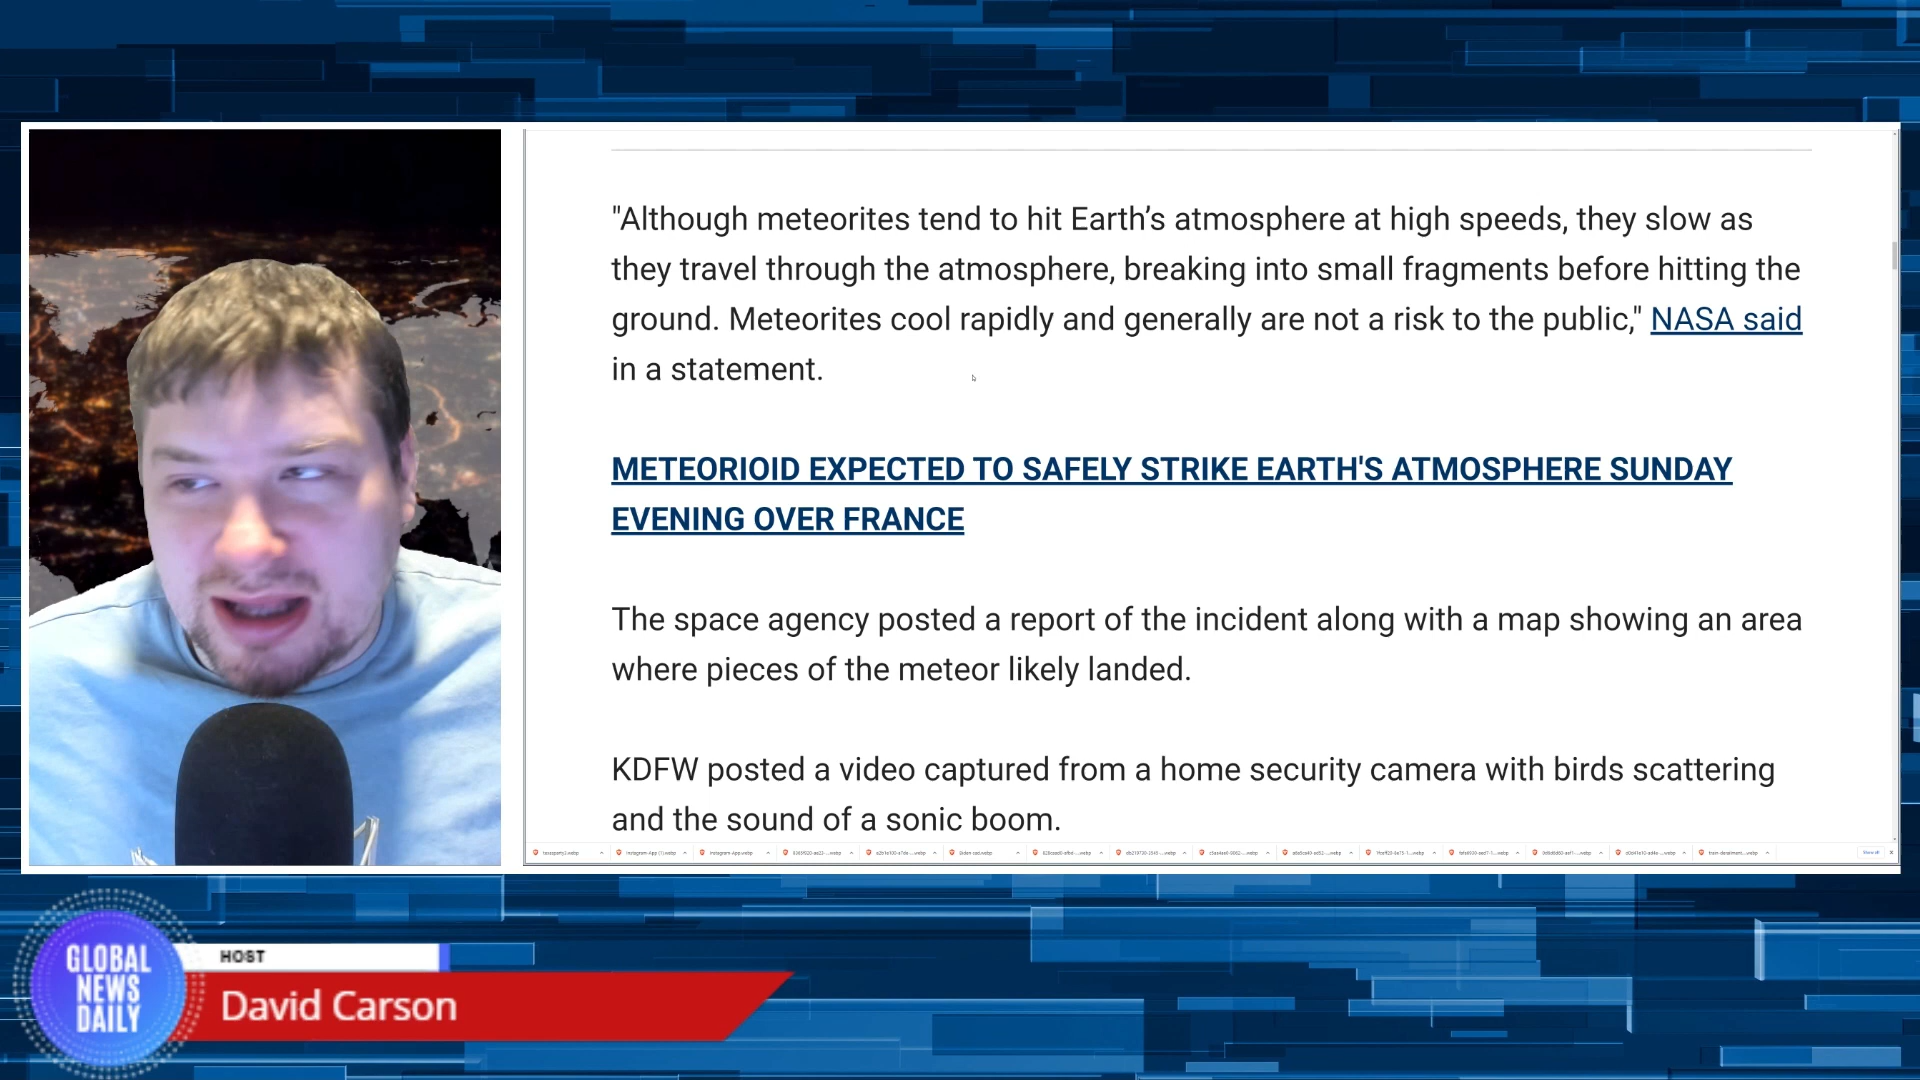 "Although meteorites tend to hit Earth’s atmosphere at high speeds, they slow as
they travel through the atmosphere, breaking into small fragments before hitting the
ground. Meteorites cool rapidly and generally are not a risk to the public," NASA said
in a statement.
METEORIOID EXPECTED TO SAFELY STRIKE EARTH'S ATMOSPHERE SUNDAY
EVENING OVER FRANCE
The space agency posted a report of the incident along with a map showing an area
where pieces of the meteor likely landed.
KDFW posted a video captured from a home security camera with birds scattering
and the sound of a sonic boom.
Show all
GLOBAL
NEWS
DAILY
HOST
David Carson